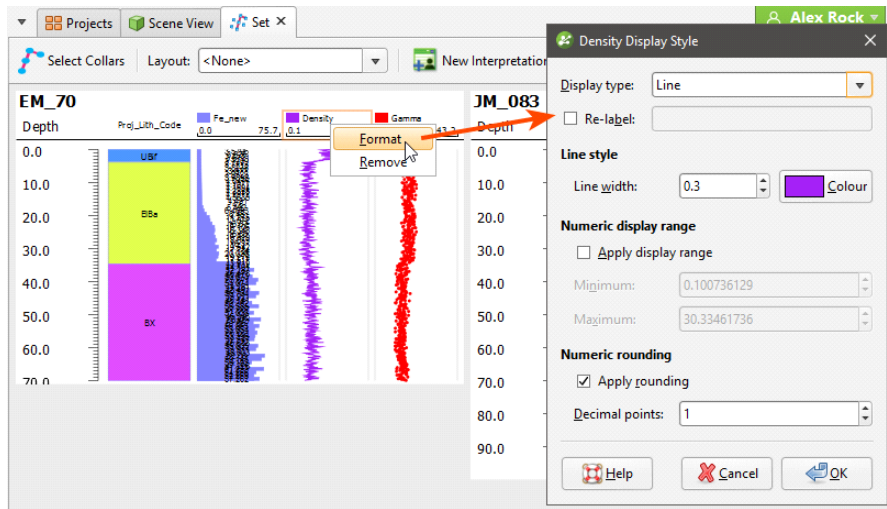 Projects Scene View Set × Alex Rock
Select Collars Layout: <None> New Interpretation
EM_70
Depth Proj_Lith_Code Fe_new Density Gamma
0.0 75.7 0.1 43.2
Format
Remove
0.0 UBf
10.0
20.0 BBa
30.0
40.0
50.0 BX
60.0
70.0
JM_083
Depth
0.0
10.0
20.0
30.0
40.0
50.0
60.0
70.0
80.0
90.0
Density Display Style
Display type: Line
Re-label:
Line style
Line width: 0.3 Colour
Numeric display range
Apply display range
Minimum: 0.100736129
Maximum: 30.33461736
Numeric rounding
Apply rounding
Decimal points: 1
Help Cancel OK